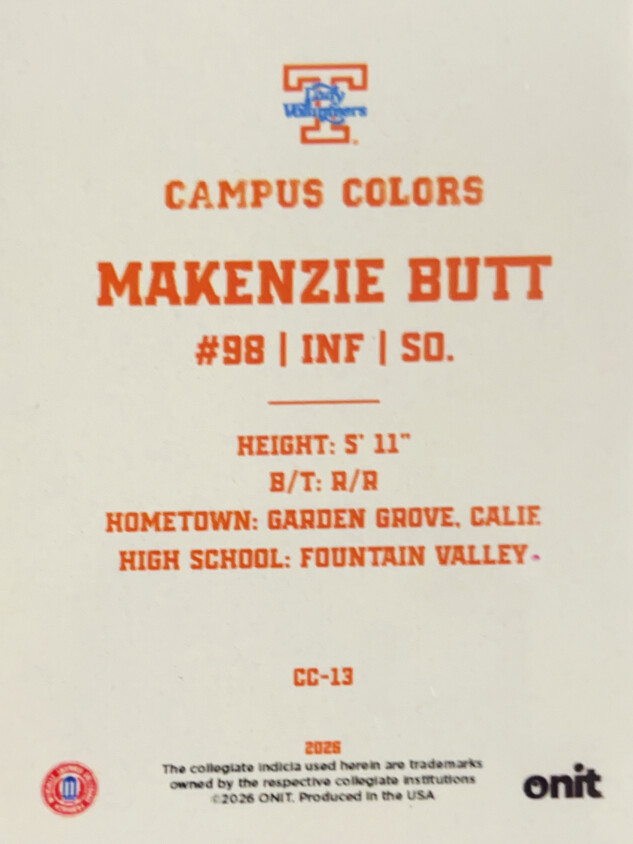 Lady
Volunteers
T
CAMPUS COLORS
MAKENZIE BUTT
#98 | INF | SO.
HEIGHT: 5' 11"
B/T: R/R
HOMETOWN: GARDEN GROVE, CALIF.
HIGH SCHOOL: FOUNTAIN VALLEY
CC-13
2026
The collegiate indicia used herein are trademarks
owned by the respective collegiate institutions
©2026 ONIT. Produced in the USA
onit